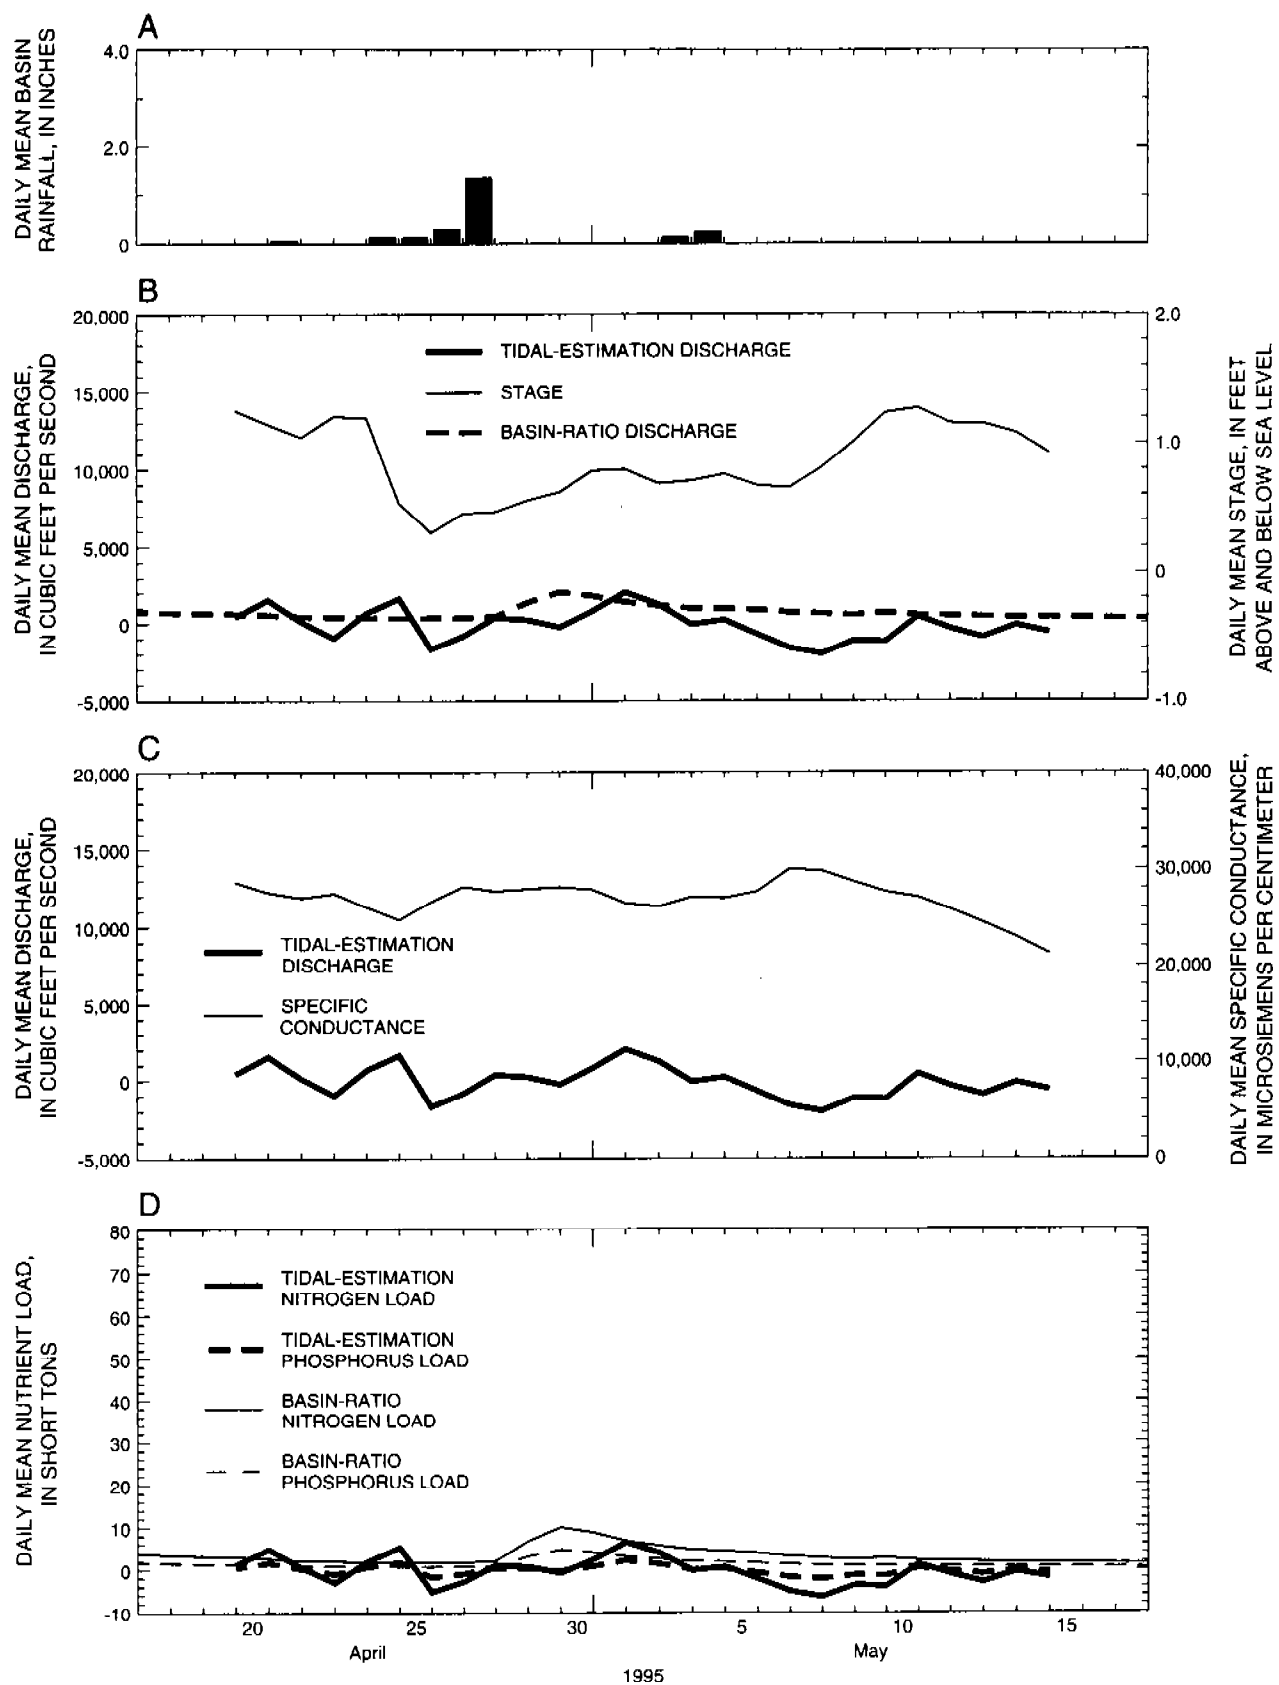 A
DAILY MEAN BASIN
RAINFALL, IN INCHES
4.0
2.0
0
B
DAILY MEAN DISCHARGE,
IN CUBIC FEET PER SECOND
20,000
15,000
10,000
5,000
0
-5,000
TIDAL-ESTIMATION DISCHARGE
STAGE
BASIN-RATIO DISCHARGE
2.0
1.0
0
-1.0
DAILY MEAN STAGE, IN FEET
ABOVE AND BELOW SEA LEVEL
C
DAILY MEAN DISCHARGE,
IN CUBIC FEET PER SECOND
20,000
15,000
10,000
5,000
0
-5,000
TIDAL-ESTIMATION
DISCHARGE
SPECIFIC
CONDUCTANCE
40,000
30,000
20,000
10,000
0
DAILY MEAN SPECIFIC CONDUCTANCE,
IN MICROSIEMENS PER CENTIMETER
D
DAILY MEAN NUTRIENT LOAD,
IN SHORT TONS
80
70
60
50
40
30
20
10
0
-10
TIDAL-ESTIMATION
NITROGEN LOAD
TIDAL-ESTIMATION
PHOSPHORUS LOAD
BASIN-RATIO
NITROGEN LOAD
BASIN-RATIO
PHOSPHORUS LOAD
20 25 30 5 10 15
April May
1995